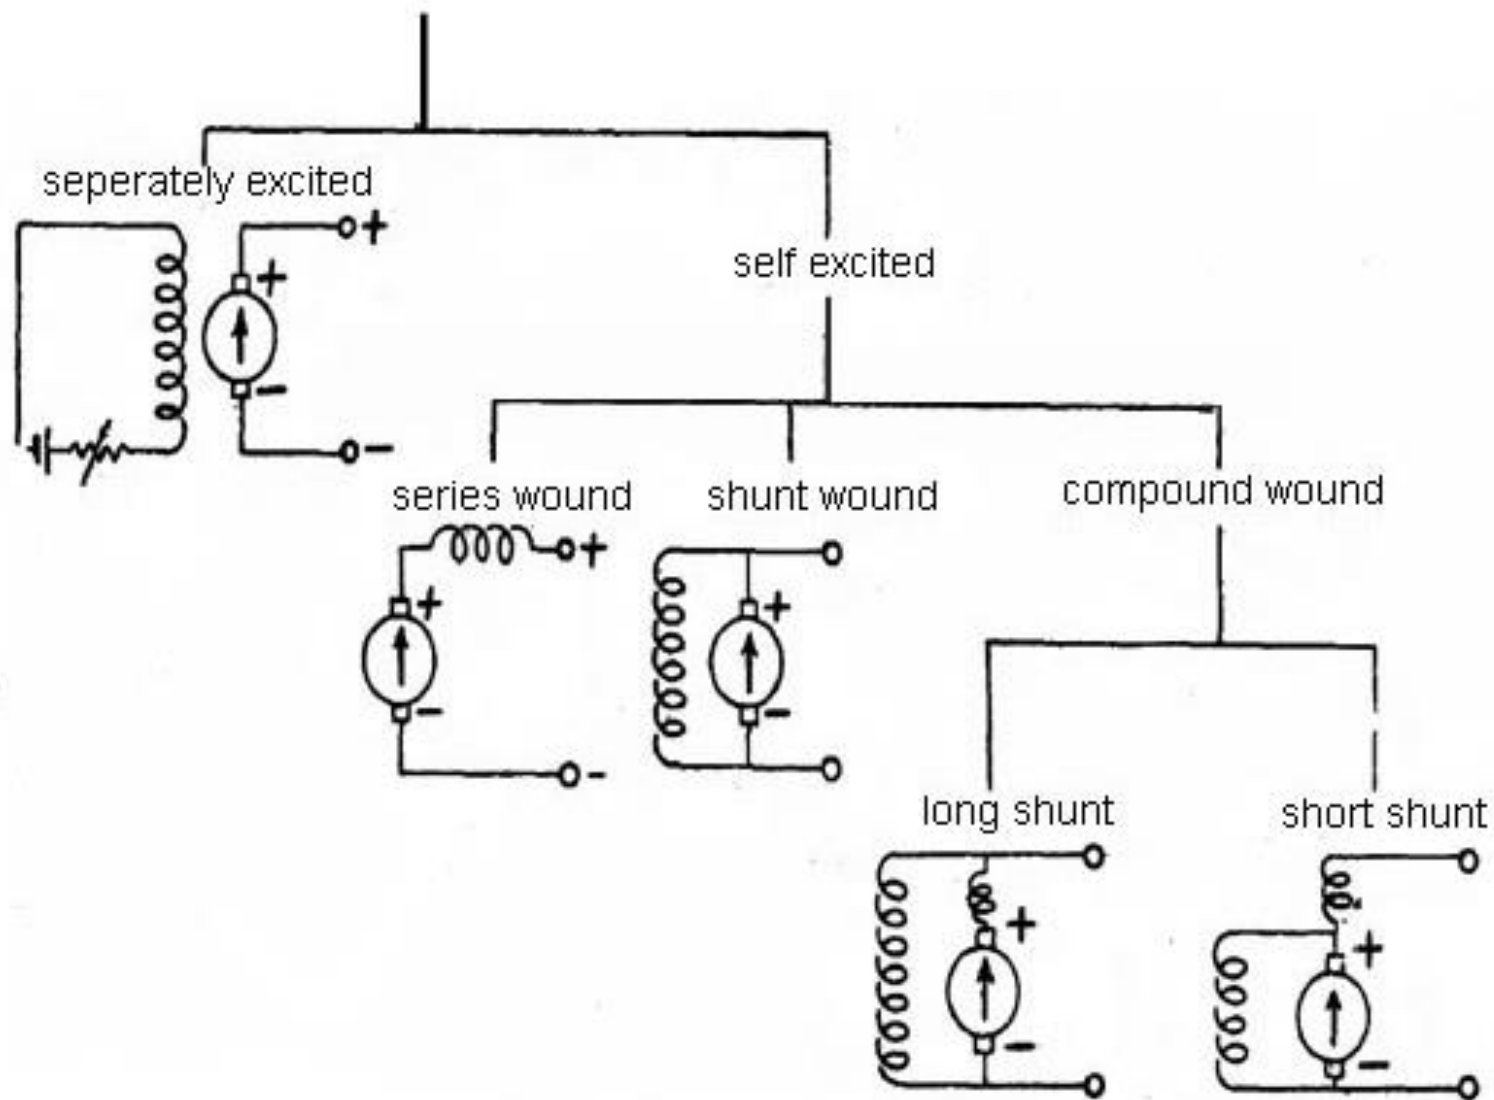 seperately excited
+
+
-
-
self excited
series wound
shunt wound
compound wound
+
+
-
-
+
-
long shunt
short shunt
+
-
+
-